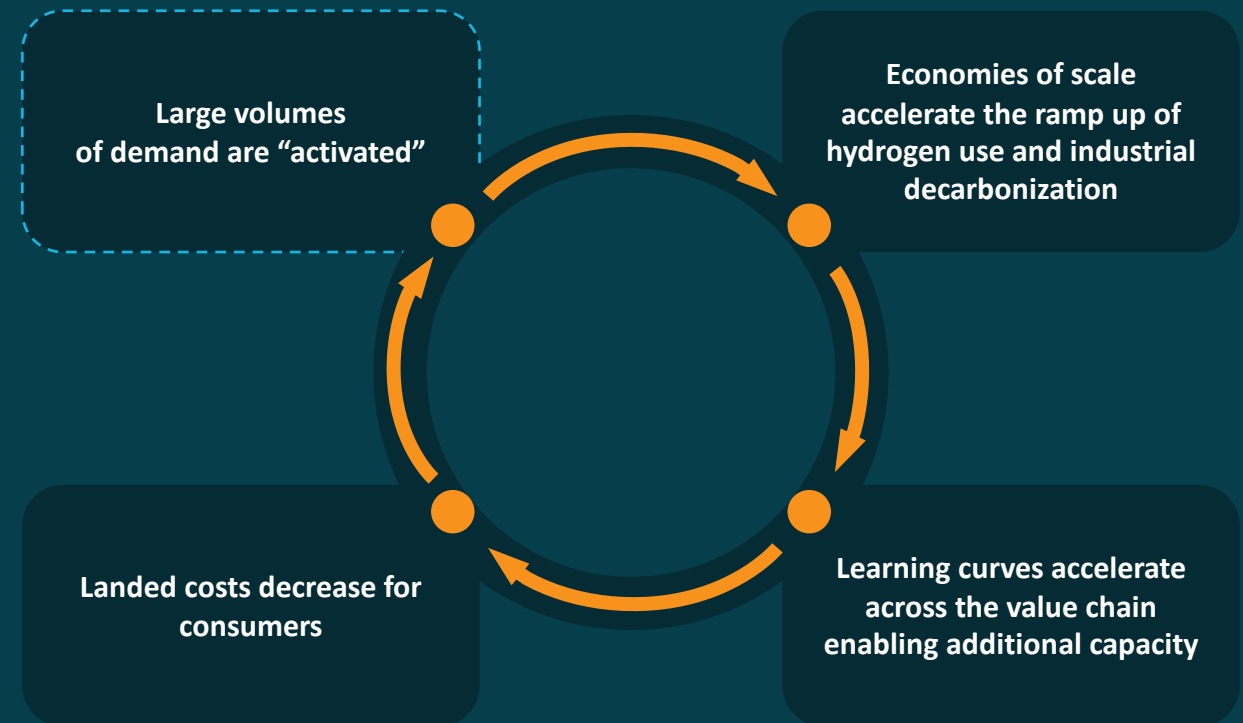 Large volumes
of demand are “activated”
Economies of scale
accelerate the ramp up of
hydrogen use and industrial
decarbonization
Landed costs decrease for
consumers
Learning curves accelerate
across the value chain
enabling additional capacity